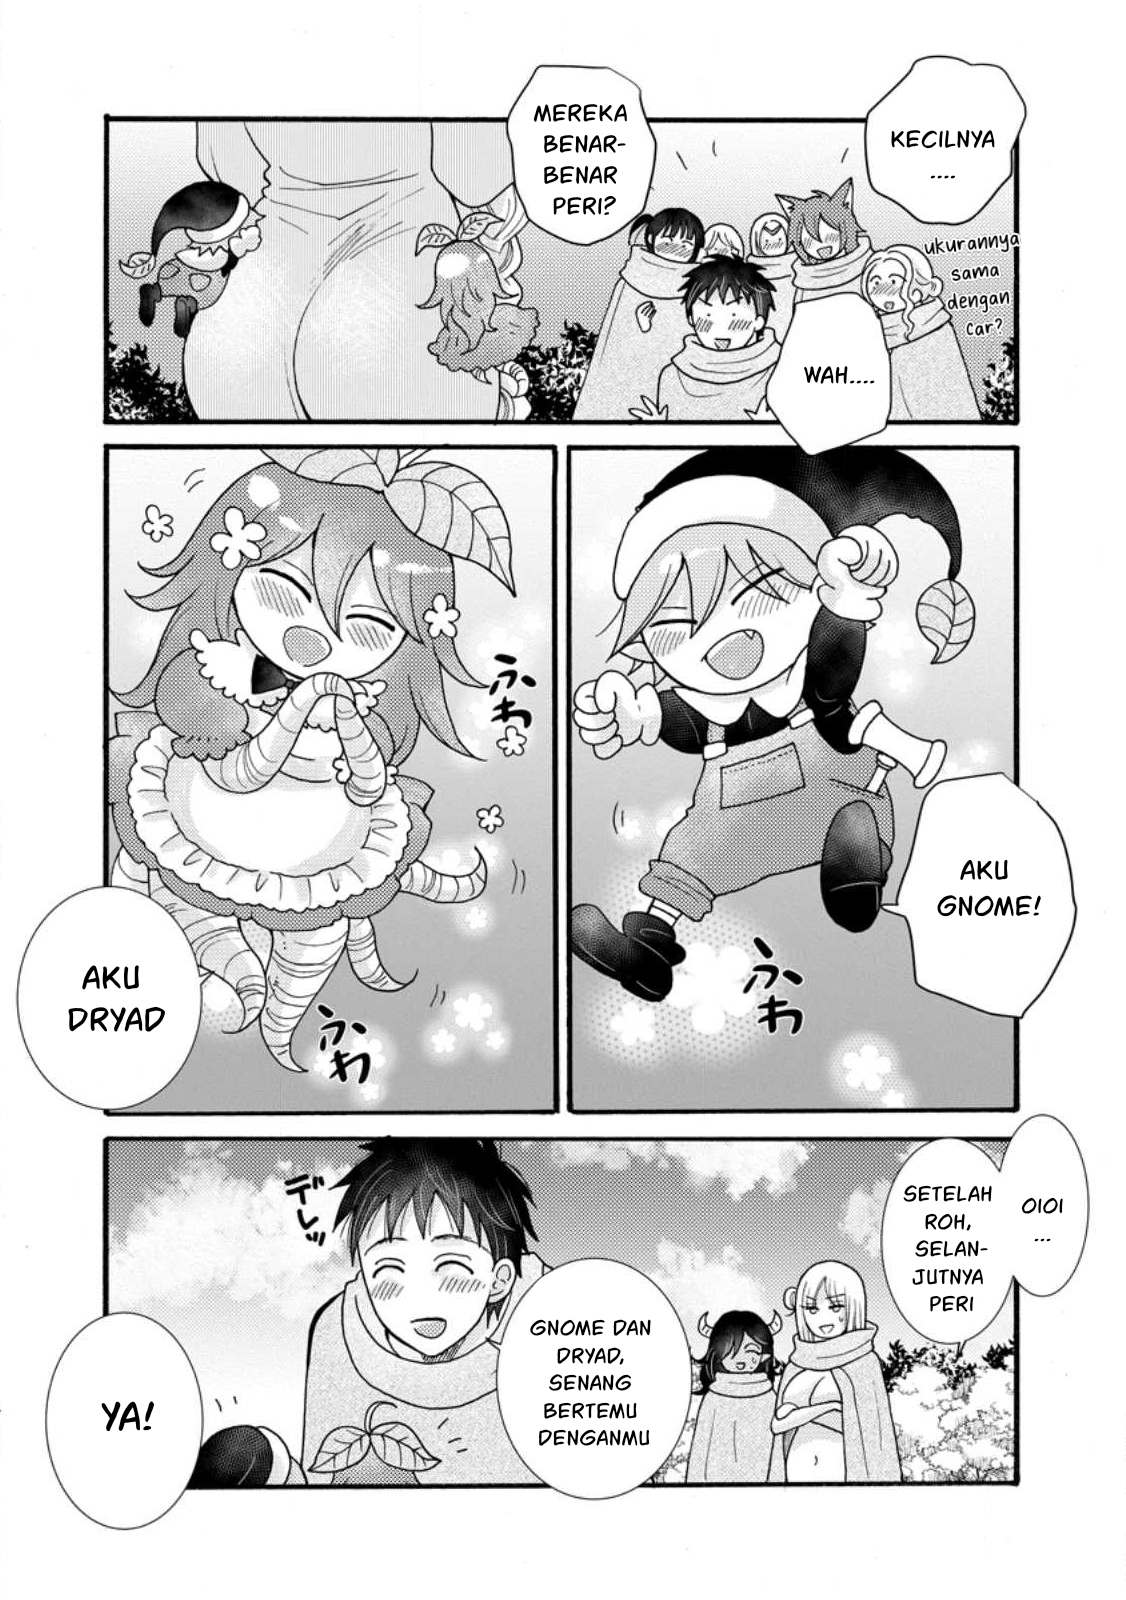 KECILNYA
....
ukurannya
sama
dengan
car?
MEREKA
BENAR-
BENAR
PERI?
WAH....
AKU
GNOME!
ふわ
ふわ
AKU
DRYAD
ふわ
OIOI
...
SETELAH
ROH,
SELAN-
JUTNYA
PERI
デレッ
GNOME DAN
DRYAD,
SENANG
BERTEMU
DENGANMU
YA!